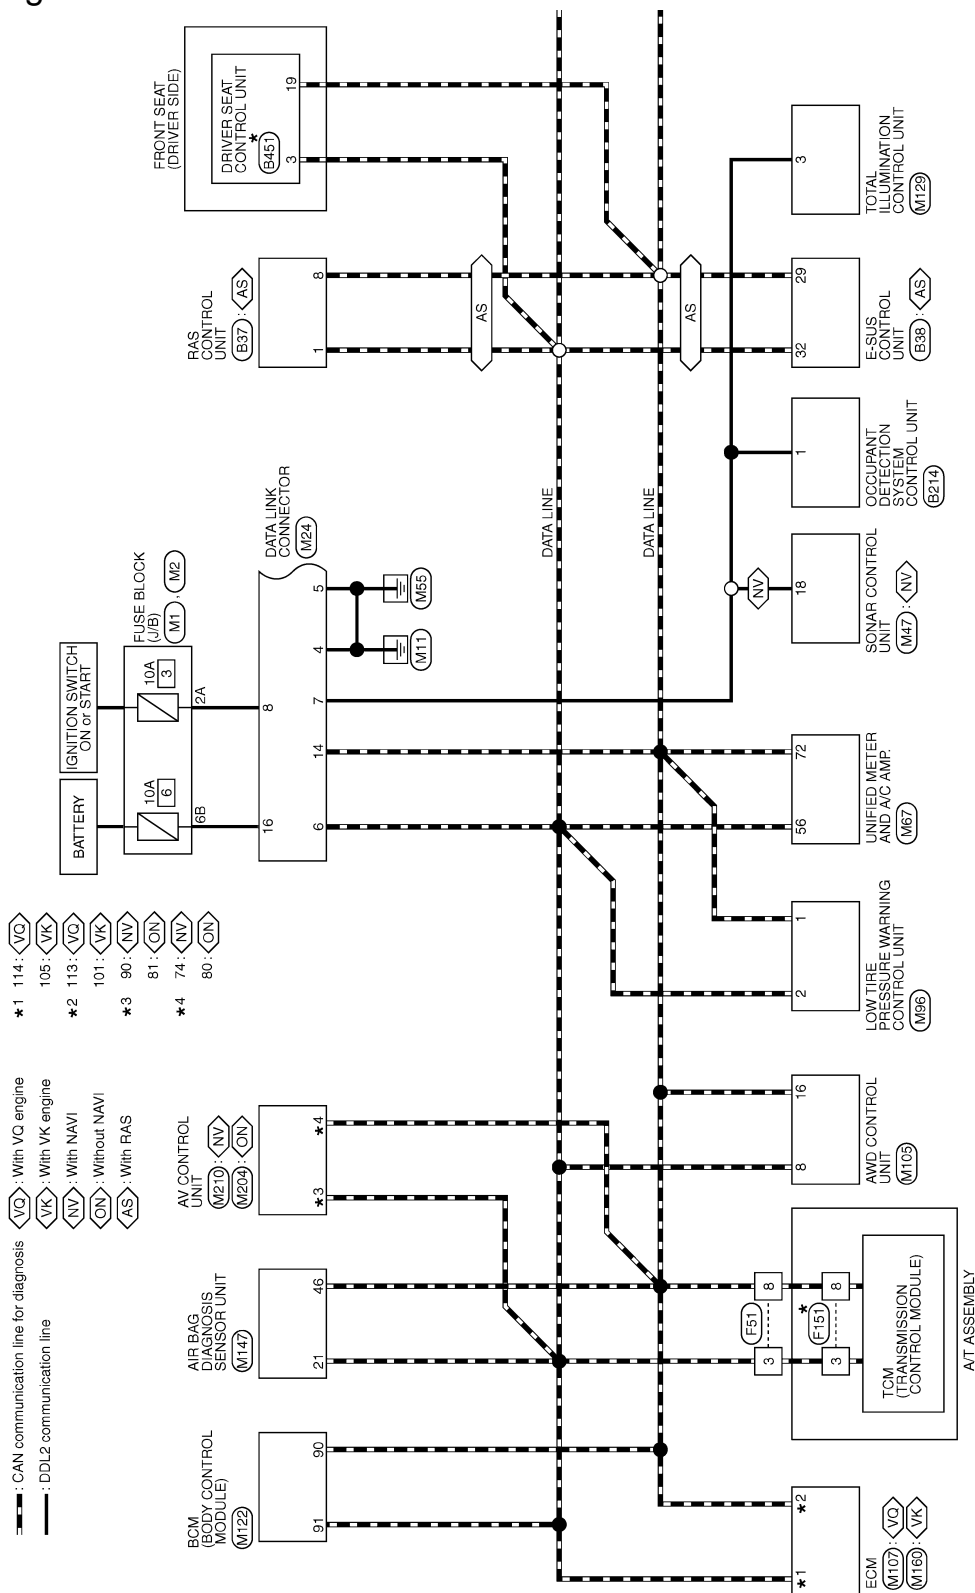 : CAN communication line for diagnosis
: DDL2 communication line
VQ : With VQ engine
VK : With VK engine
NV : With NAVI
ON : Without NAVI
AS : With RAS
*1 114 : VQ
105 : VK
*2 113 : VQ
101 : VK
*3 90 : NV
81 : ON
*4 74 : NV
80 : ON
BATTERY
IGNITION SWITCH
ON or START
10A
6
10A
3
FUSE BLOCK
(J/B)
M1 , M2
6B
2A
BCM
(BODY CONTROL
MODULE)
M122
91
90
AIR BAG
DIAGNOSIS
SENSOR UNIT
M147
21
46
AV CONTROL
UNIT
M210 : NV
M204 : ON
*3
*4
16
8
DATA LINK
CONNECTOR
M24
6
14
7
4
5
M11
M55
RAS
CONTROL
UNIT
B37 : AS
1
8
FRONT SEAT
(DRIVER SIDE)
DRIVER SEAT
CONTROL UNIT
*
B451
3
19
AS
DATA LINE
DATA LINE
AS
NV
*1
*2
ECM
M107 : VQ
M160 : VK
3
8
F51
3
8
*
F151
TCM
(TRANSMISSION
CONTROL MODULE)
A/T ASSEMBLY
8
16
AWD CONTROL
UNIT
M105
2
1
LOW TIRE
PRESSURE WARNING
CONTROL UNIT
M96
56
72
UNIFIED METER
AND A/C AMP.
M67
18
SONAR CONTROL
UNIT
M47 : NV
1
OCCUPANT
DETECTION
SYSTEM
CONTROL UNIT
B214
32
29
E-SUS
CONTROL
UNIT
B38 : AS
3
TOTAL
ILLUMINATION
CONTROL UNIT
M129